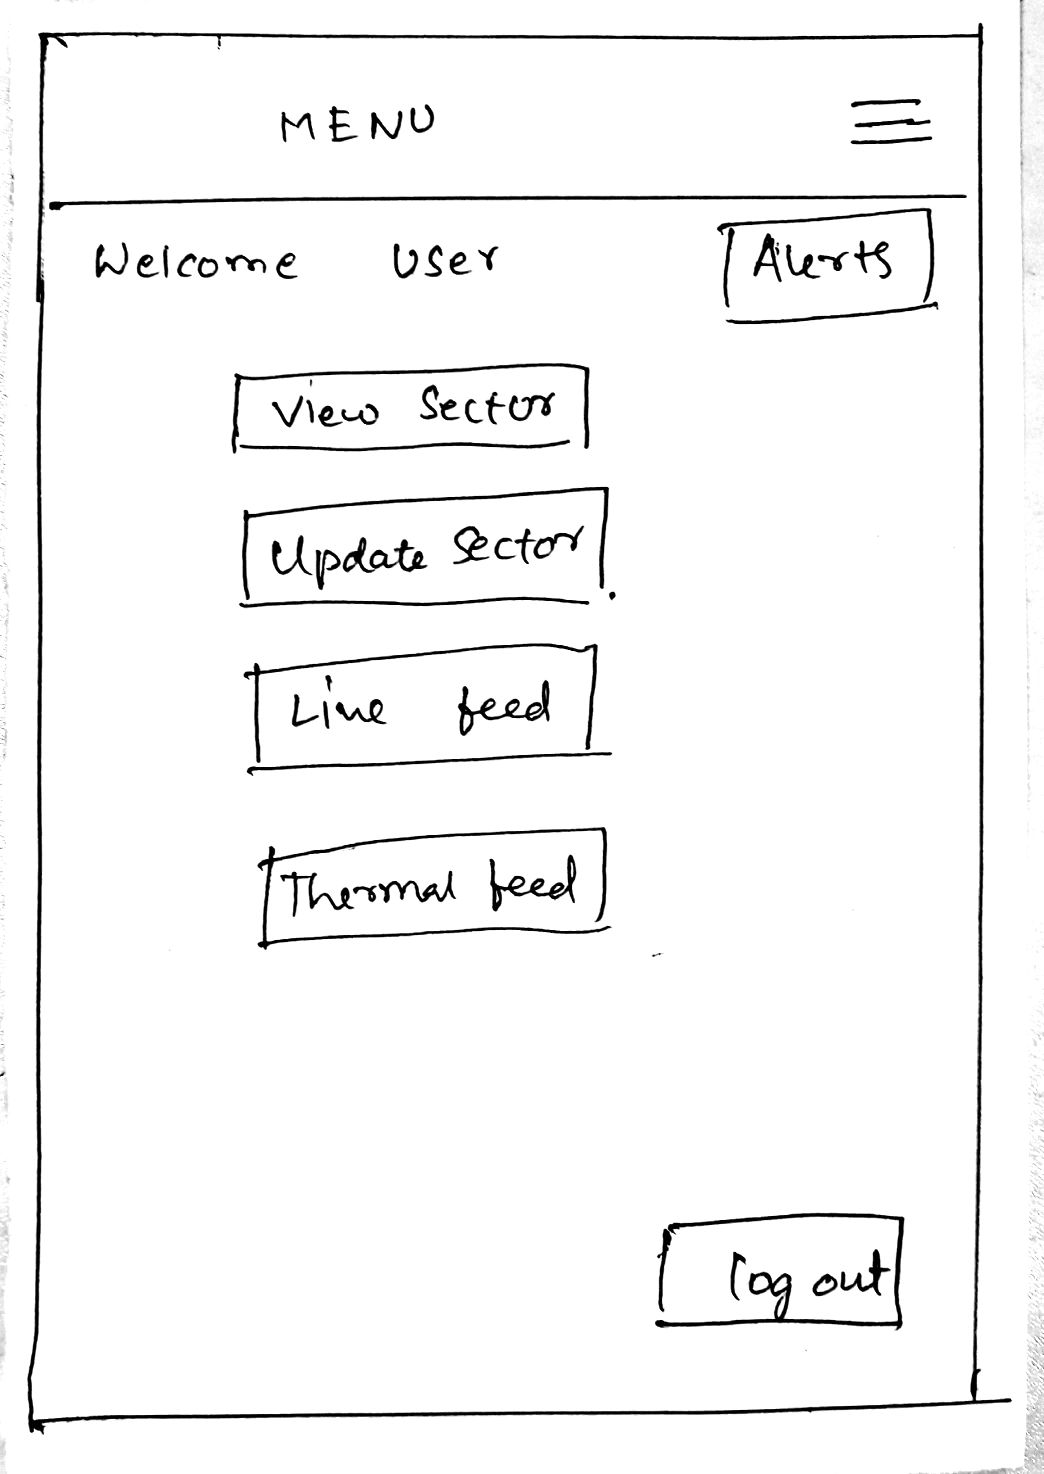 MENU
Welcome User
Alerts
View Sector
Update Sector
Live feed
Thermal feed
log out